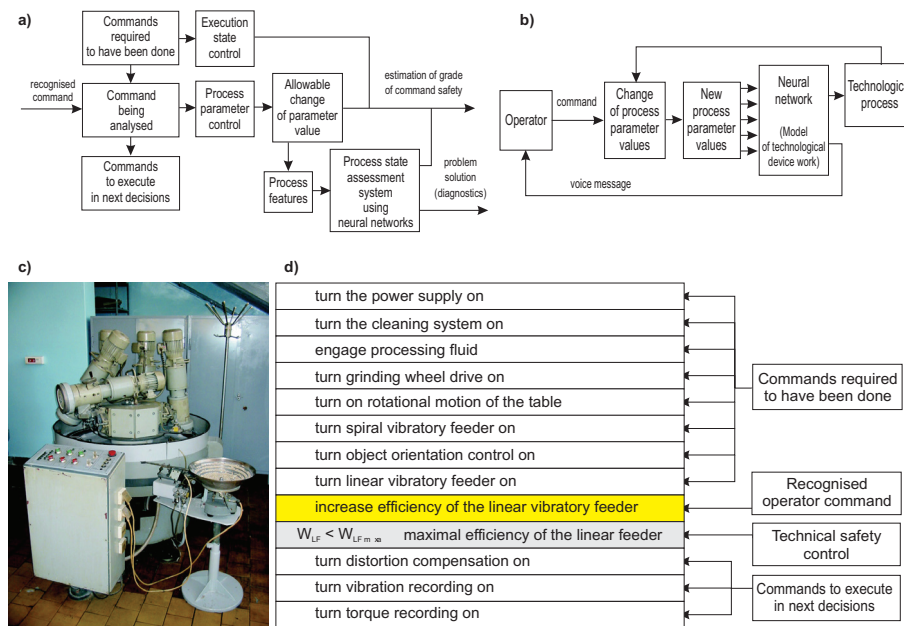 a)
Commands
required
to have been done
Execution
state
control
recognised
command
Command
being
analysed
Process
parameter
control
Allowable
change
of parameter
value
estimation of grade
of command safety
Commands
to execute
in next decisions
Process
features
Process state
assessment
system
using
neural networks
problem
solution
(diagnostics)
b)
Operator
command
Change
of process
parameter
values
New
process
parameter
values
Neural
network
(Model
of technological
device work)
Technological
process
voice message
c)
d)
turn the power supply on
turn the cleaning system on
engage processing fluid
turn grinding wheel drive on
turn on rotational motion of the table
turn spiral vibratory feeder on
turn object orientation control on
turn linear vibratory feeder on
increase efficiency of the linear vibratory feeder
W LF < W LF m xa maximal efficiency of the linear feeder
turn distortion compensation on
turn vibration recording on
turn torque recording on
Commands required
to have been done
Recognised
operator command
Technical safety
control
Commands to execute
in next decisions